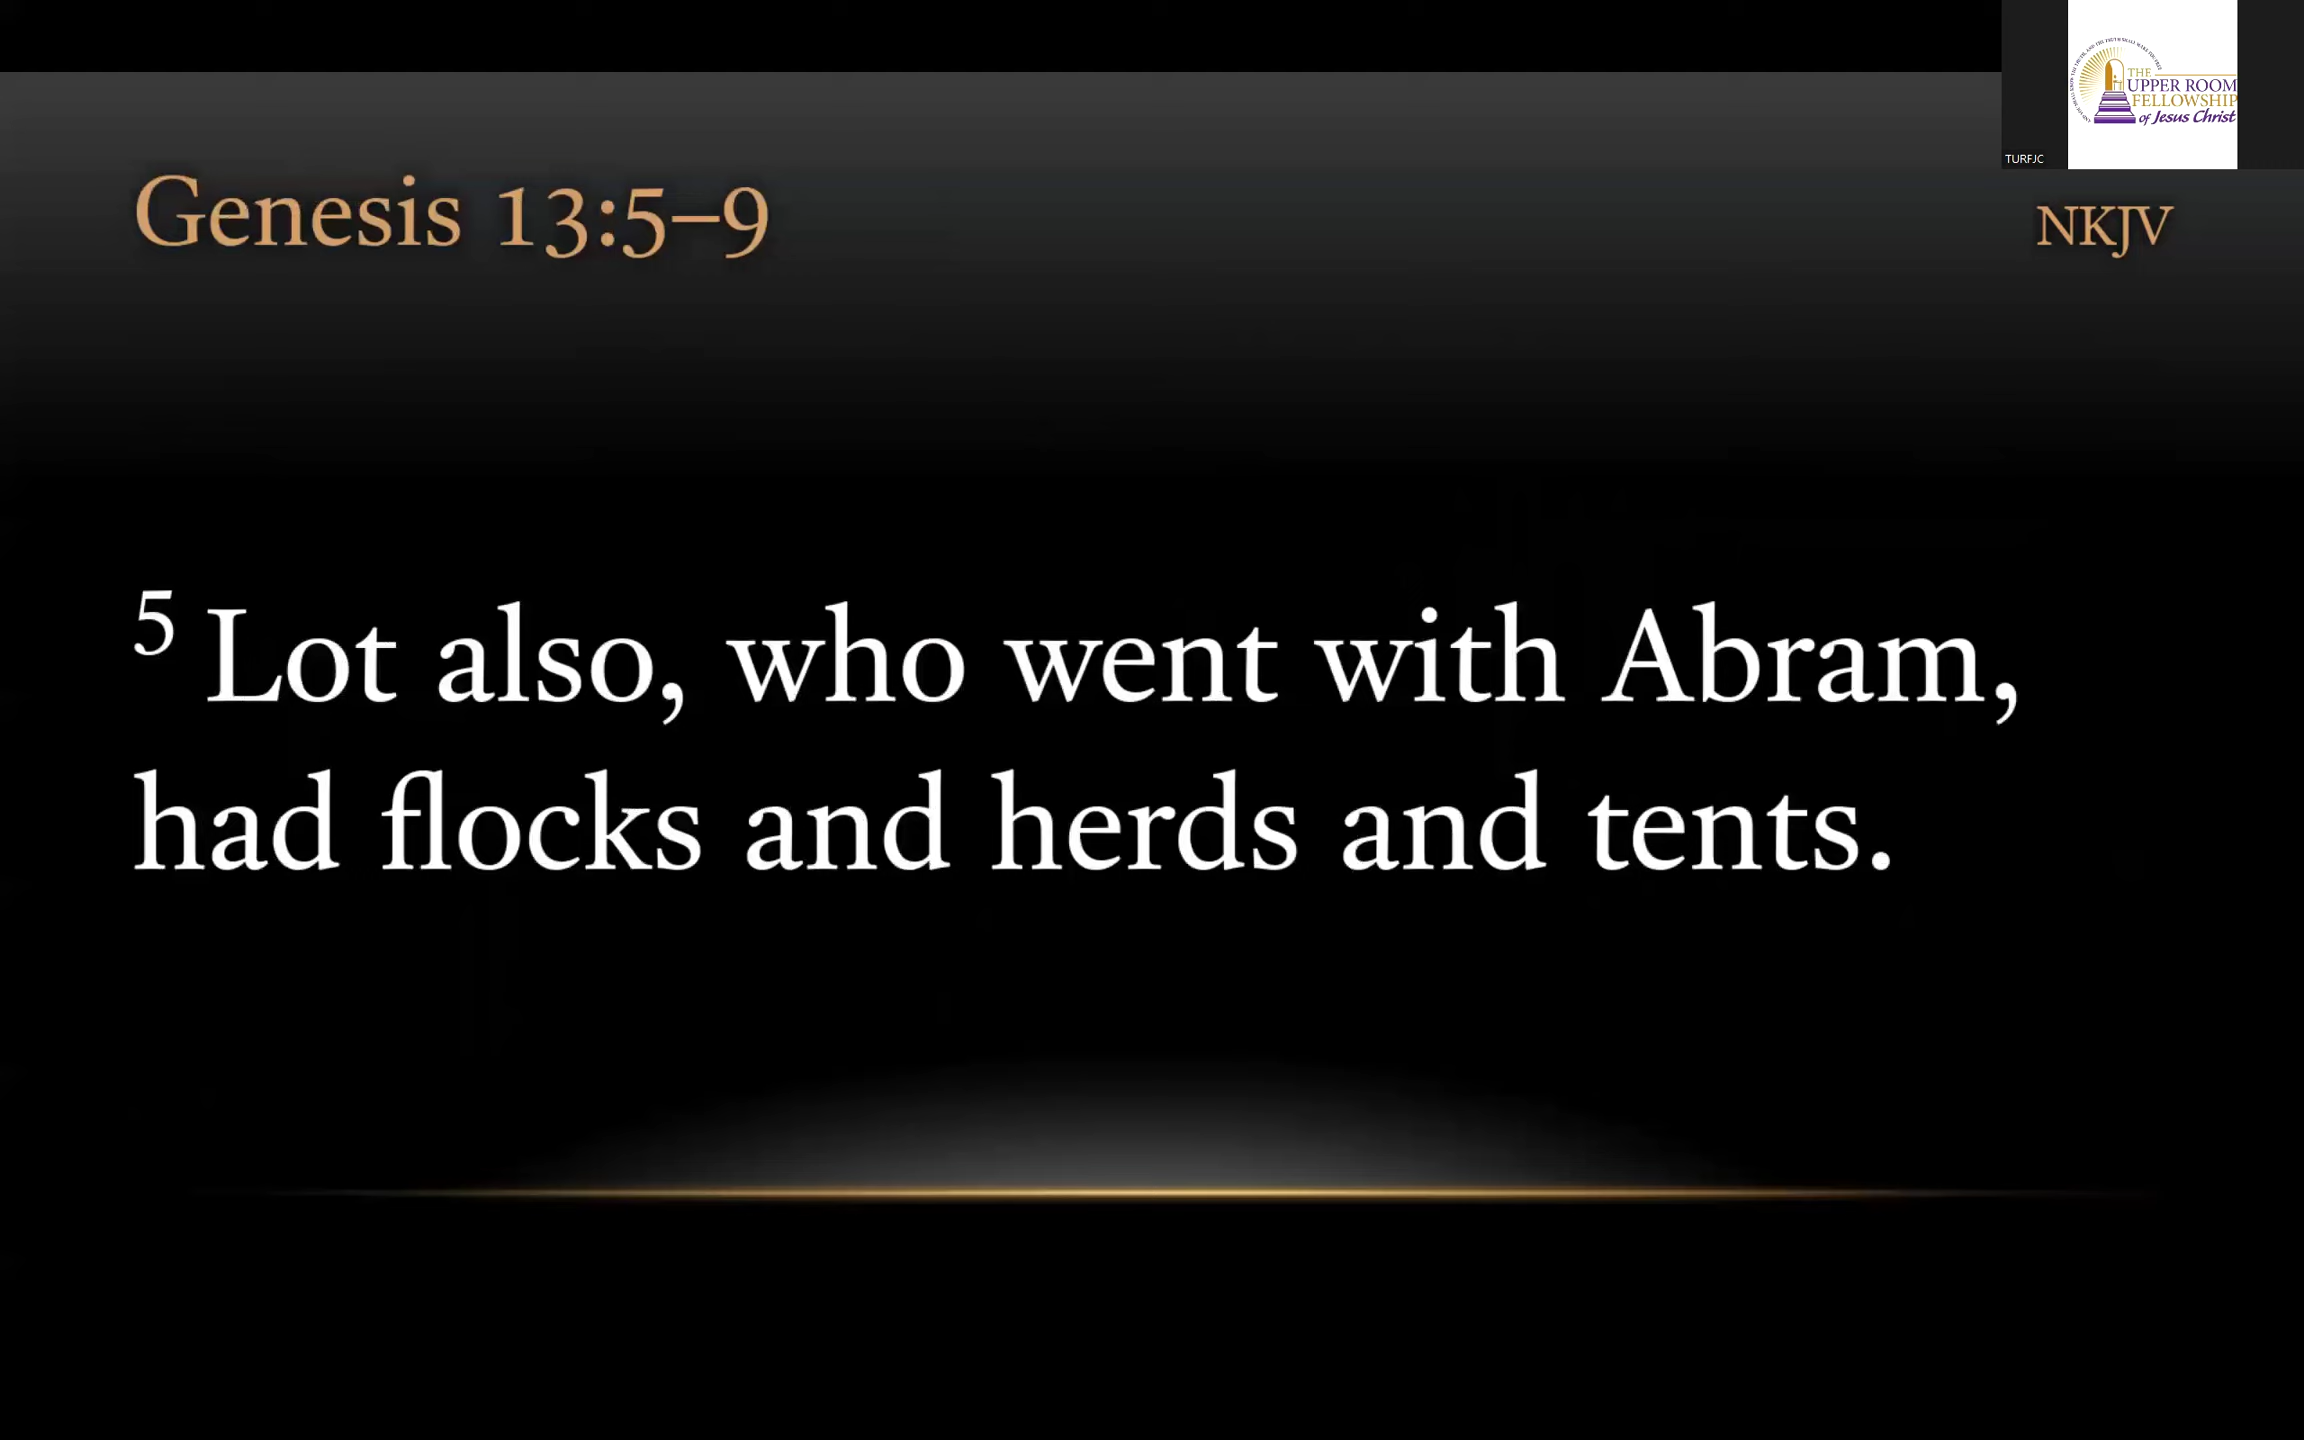 THE
UPPER ROOM
FELLOWSHIP
of Jesus Christ
TURFJC
Genesis 13:5–9
NKJV
5 Lot also, who went with Abram,
had flocks and herds and tents.